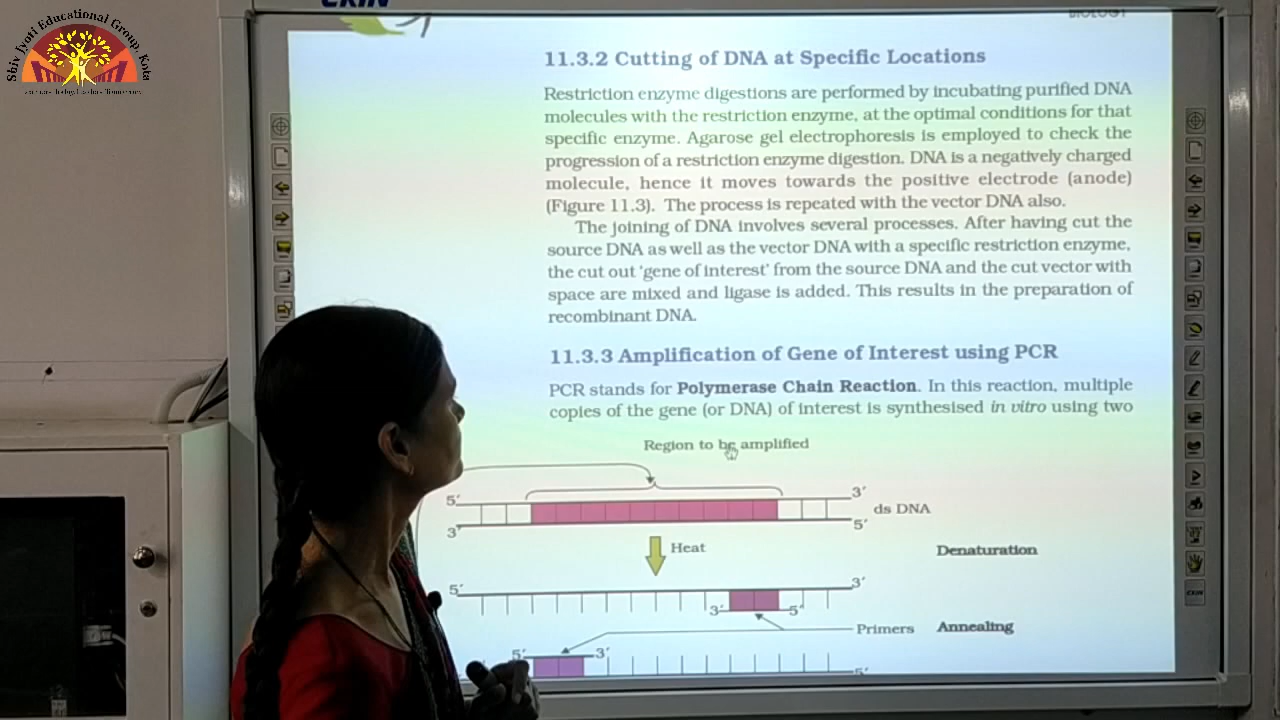 CKIN
BIOLOGY
Shiv Jyoti Educational Group, Kota
11.3.2 Cutting of DNA at Specific Locations
Restriction enzyme digestions are performed by incubating purified DNA
molecules with the restriction enzyme, at the optimal conditions for that
specific enzyme. Agarose gel electrophoresis is employed to check the
progression of a restriction enzyme digestion. DNA is a negatively charged
molecule, hence it moves towards the positive electrode (anode)
(Figure 11.3). The process is repeated with the vector DNA also.
The joining of DNA involves several processes. After having cut the
source DNA as well as the vector DNA with a specific restriction enzyme,
the cut out ‘gene of interest’ from the source DNA and the cut vector with
space are mixed and ligase is added. This results in the preparation of
recombinant DNA.
11.3.3 Amplification of Gene of Interest using PCR
PCR stands for Polymerase Chain Reaction. In this reaction, multiple
copies of the gene (or DNA) of interest is synthesised in vitro using two
Region to be amplified
5′ 3′
ds DNA
3′ 5′
Heat
Denaturation
5′ 3′
3′ 5′
Primers Annealing
5′ 3′
5′